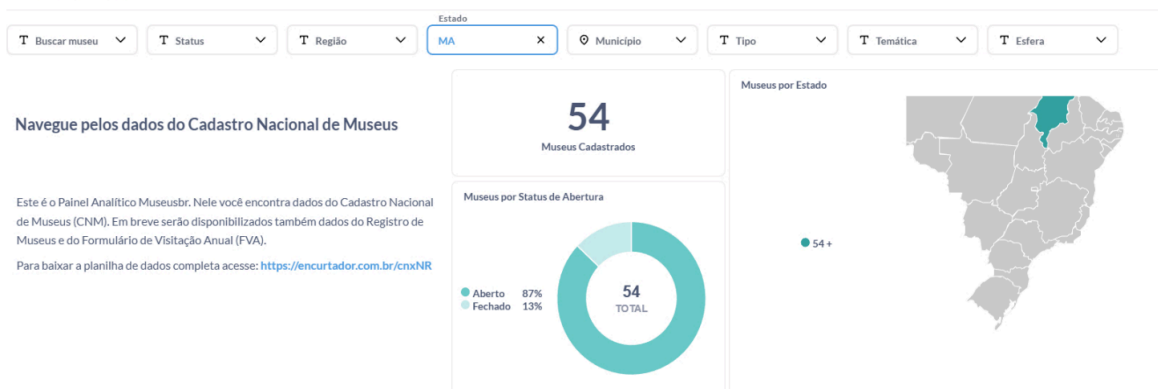 Estado
Buscar museu
Status
Região
MA
Município
Tipo
Temática
Esfera
Navegue pelos dados do Cadastro Nacional de Museus
Este é o Painel Analítico Museusbr. Nele você encontra dados do Cadastro Nacional
de Museus (CNM). Em breve serão disponibilizados também dados do Registro de
Museus e do Formulário de Visitação Anual (FVA).
Para baixar a planilha de dados completa acesse: https://encurtador.com.br/cnxNR
54
Museus Cadastrados
Museus por Status de Abertura
Aberto 87%
Fechado 13%
54
TOTAL
Museus por Estado
54 +